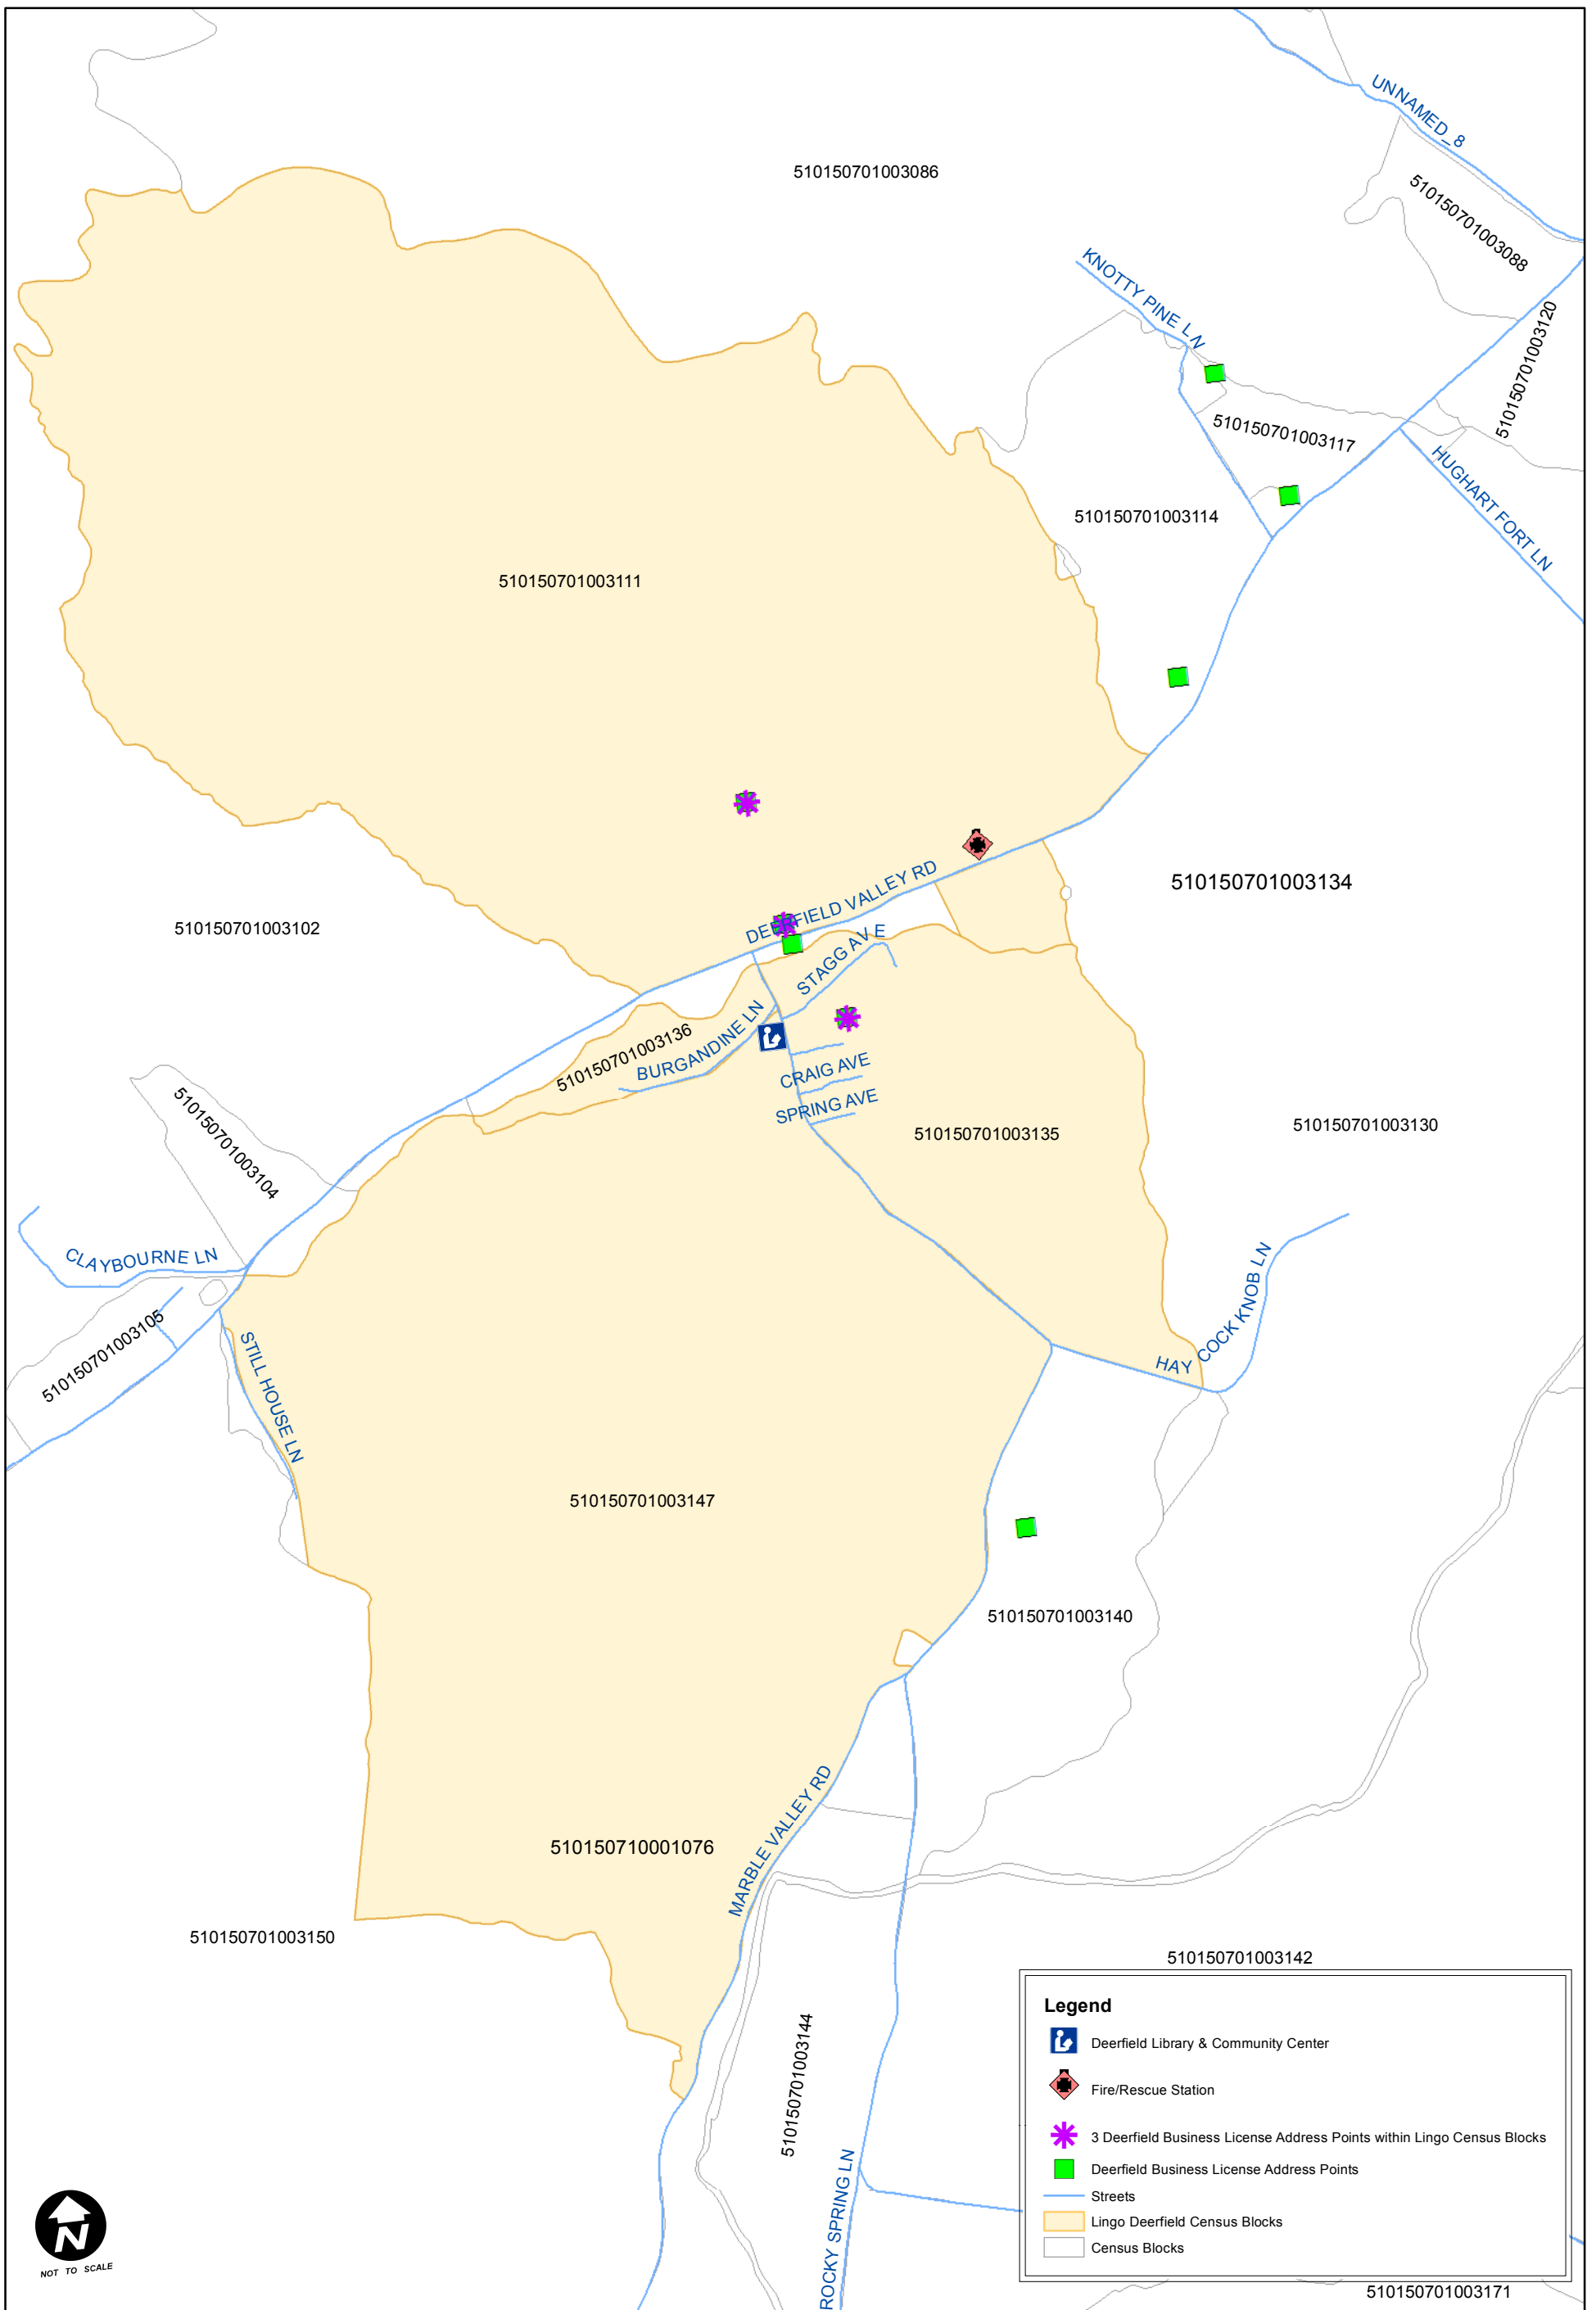 UNNAMED_8
510150701003086
510150701003088
KNOTTY PINE LN
510150701003120
510150701003117
HUGHART FORT LN
510150701003114
510150701003111
DEERFIELD VALLEY RD
510150701003134
510150701003102
STAGG AVE
510150701003136
BURGANDINE LN
CRAIG AVE
SPRING AVE
510150701003135
510150701003130
510150701003104
CLAYBOURNE LN
HAY COCK KNOB LN
510150701003105
STILL HOUSE LN
510150701003147
510150701003140
MARBLE VALLEY RD
510150710001076
510150701003150
510150701003142
510150701003144
ROCKY SPRING LN
Legend
Deerfield Library & Community Center
Fire/Rescue Station
3 Deerfield Business License Address Points within Lingo Census Blocks
Deerfield Business License Address Points
Streets
Lingo Deerfield Census Blocks
Census Blocks
N
NOT TO SCALE
510150701003171